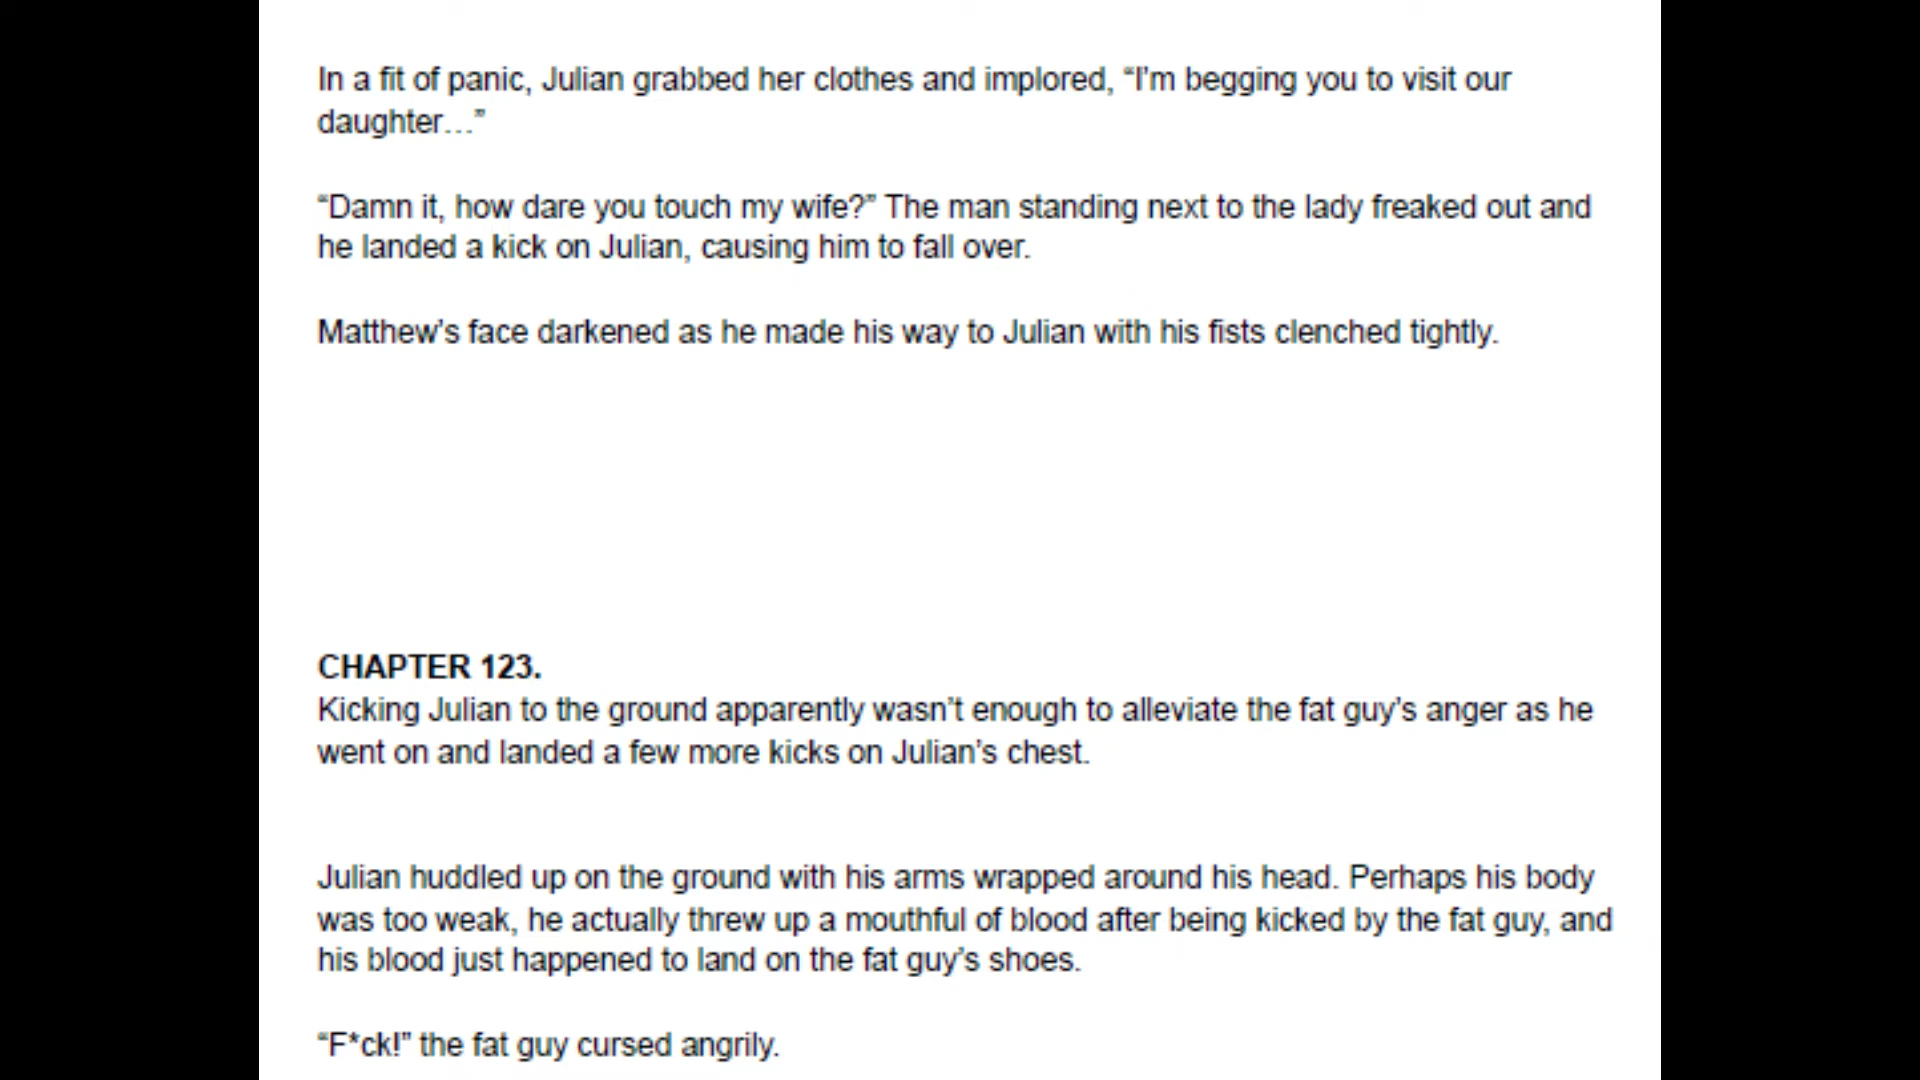 In a fit of panic, Julian grabbed her clothes and implored, “I’m begging you to visit our
daughter…”
“Damn it, how dare you touch my wife?” The man standing next to the lady freaked out and
he landed a kick on Julian, causing him to fall over.
Matthew’s face darkened as he made his way to Julian with his fists clenched tightly.
CHAPTER 123.
Kicking Julian to the ground apparently wasn’t enough to alleviate the fat guy’s anger as he
went on and landed a few more kicks on Julian’s chest.
Julian huddled up on the ground with his arms wrapped around his head. Perhaps his body
was too weak, he actually threw up a mouthful of blood after being kicked by the fat guy, and
his blood just happened to land on the fat guy’s shoes.
“F*ck!” the fat guy cursed angrily.